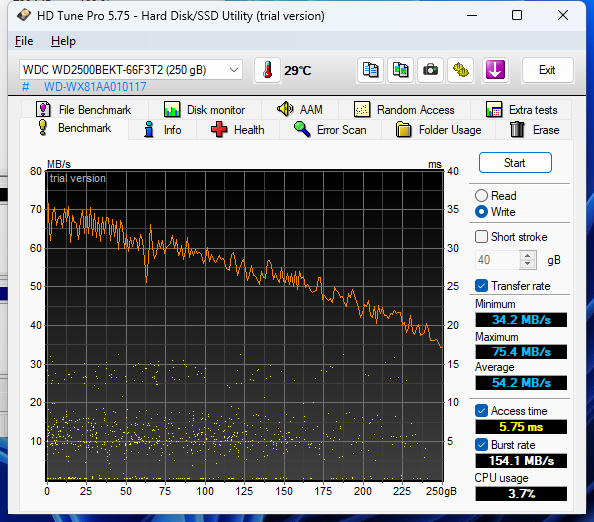 HD Tune Pro 5.75 - Hard Disk/SSD Utility (trial version)
File Help
WDC WD2500BEKT-66F3T2 (250 gB) 29°C Exit
# WD-WX81AA010117
File Benchmark Disk monitor AAM Random Access Extra tests
Benchmark Info Health Error Scan Folder Usage Erase
MB/s ms
trial version
80 40
70 35
60 30
50 25
40 20
30 15
20 10
10 5
0 25 50 75 100 125 150 175 200 225 250gB
Start
Read
Write
Short stroke
40 gB
Transfer rate
Minimum
34.2 MB/s
Maximum
75.4 MB/s
Average
54.2 MB/s
Access time
5.75 ms
Burst rate
154.1 MB/s
CPU usage
3.7%